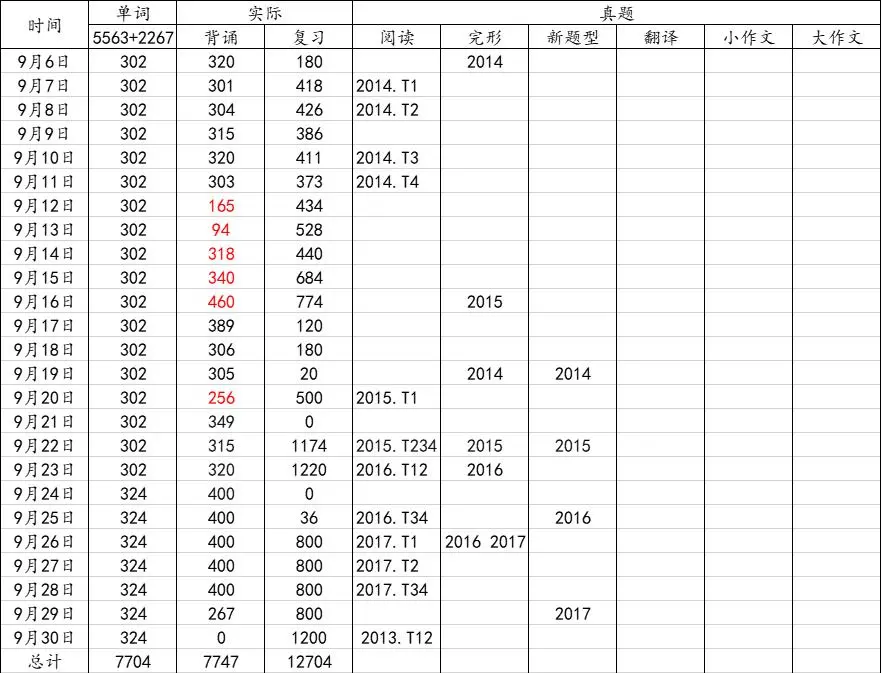 时间 单词 实际 真题
5563+2267 背诵 复习 阅读 完形 新题型 翻译 小作文 大作文
9月6日 302 320 180 2014
9月7日 302 301 418 2014.T1
9月8日 302 304 426 2014.T2
9月9日 302 315 386
9月10日 302 320 411 2014.T3
9月11日 302 303 373 2014.T4
9月12日 302 165 434
9月13日 302 94 528
9月14日 302 318 440
9月15日 302 340 684
9月16日 302 460 774 2015
9月17日 302 389 120
9月18日 302 306 180
9月19日 302 305 20 2014 2014
9月20日 302 256 500 2015.T1
9月21日 302 349 0
9月22日 302 315 1174 2015.T234 2015 2015
9月23日 302 320 1220 2016.T12 2016
9月24日 324 400 0
9月25日 324 400 36 2016.T34 2016
9月26日 324 400 800 2017.T1 2016 2017
9月27日 324 400 800 2017.T2
9月28日 324 400 800 2017.T34
9月29日 324 267 800 2017
9月30日 324 0 1200 2013.T12
总计 7704 7747 12704